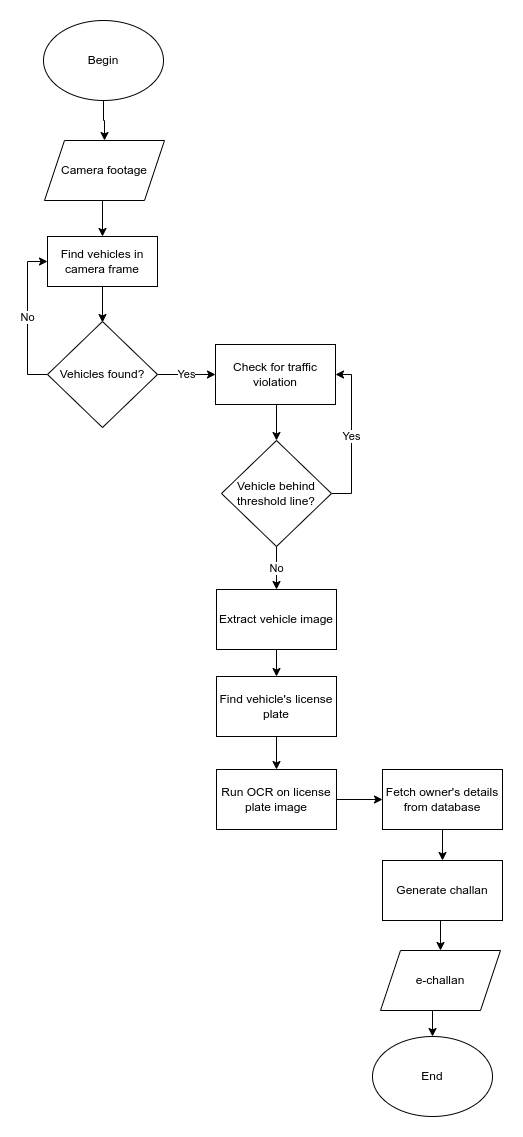 Begin
Camera footage
Find vehicles in
camera frame
No
Vehicles found?
Yes
Check for traffic
violation
Yes
Vehicle behind
threshold line?
No
Extract vehicle image
Find vehicle's license
plate
Run OCR on license
plate image
Fetch owner's details
from database
Generate challan
e-challan
End